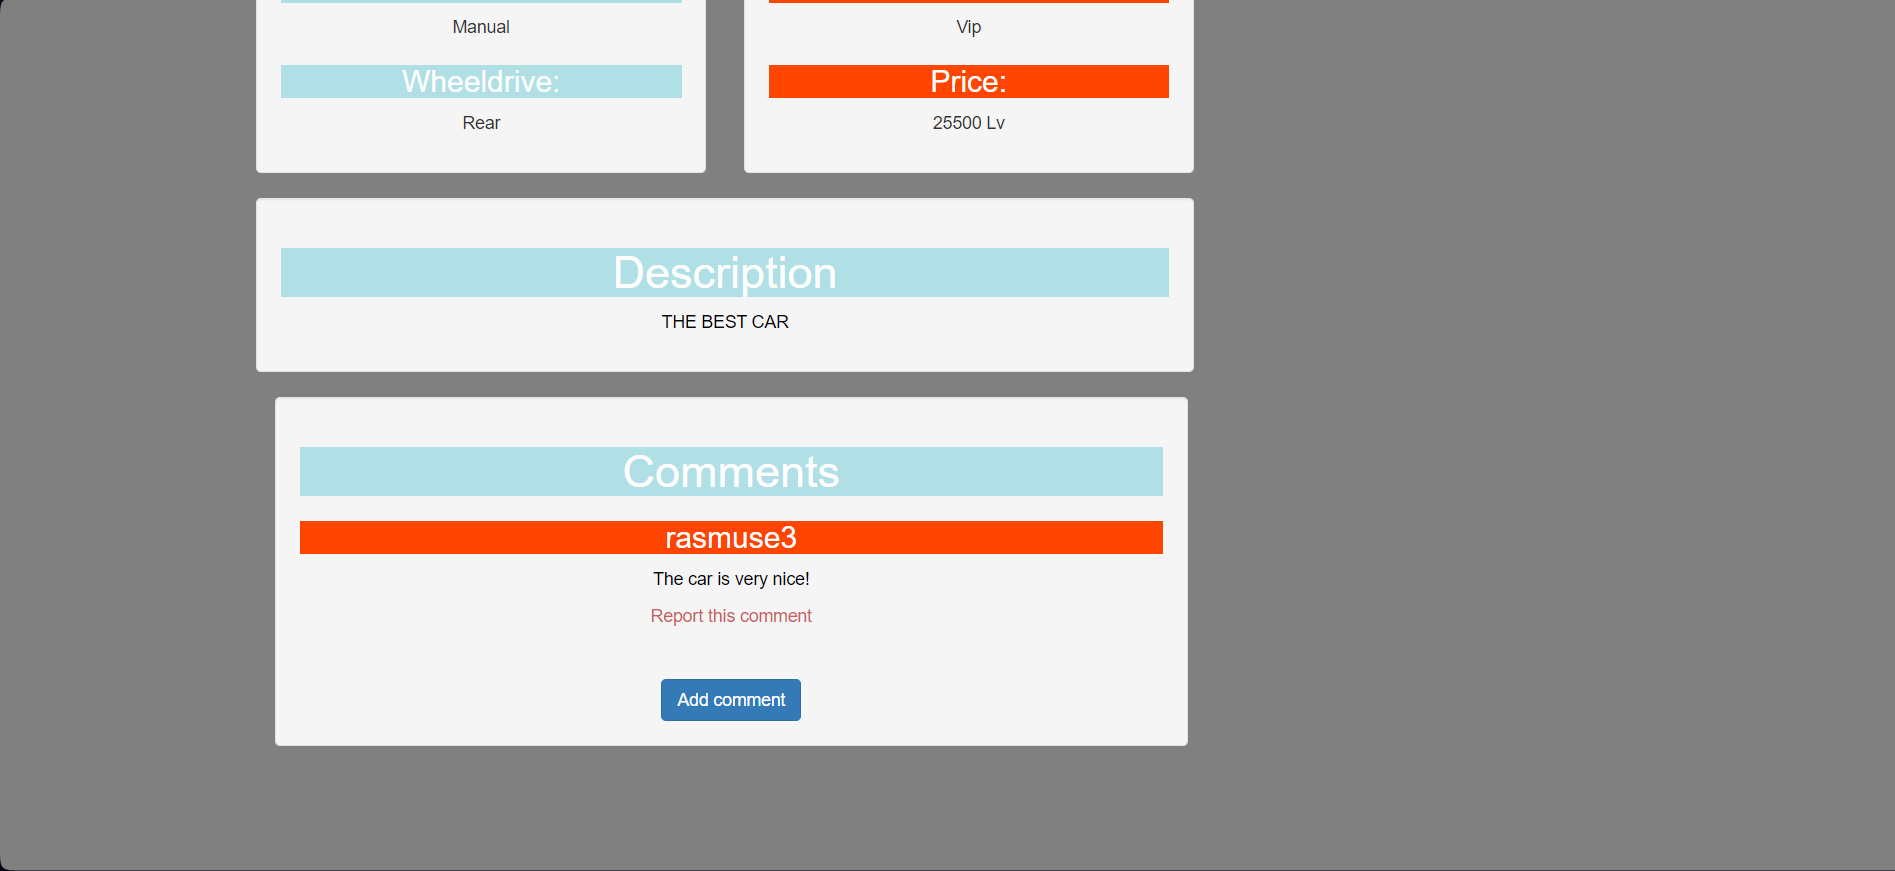 Manual
Wheeldrive:
Rear
Vip
Price:
25500 Lv
Description
THE BEST CAR
Comments
rasmuse3
The car is very nice!
Report this comment
Add comment